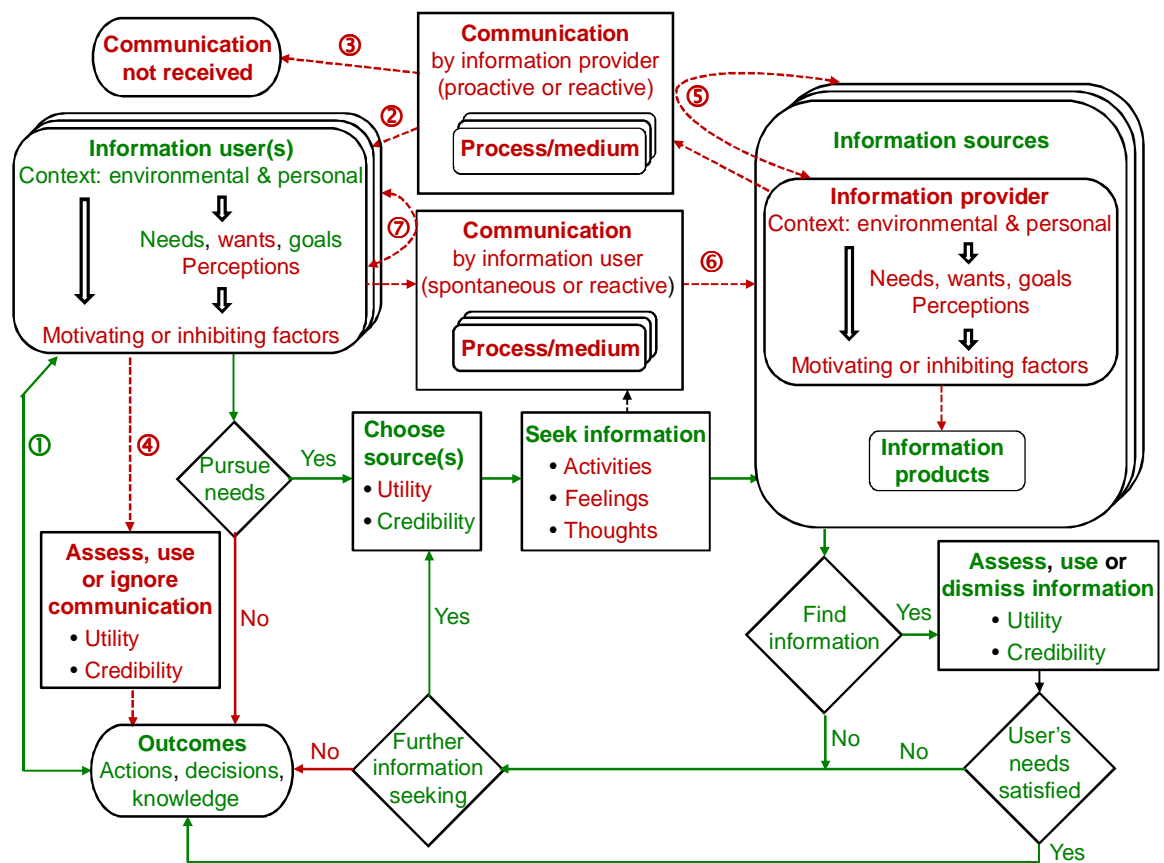 Communication
not received
③
Communication
by information provider
(proactive or reactive)
Process/medium
②
⑤
Information user(s)
Context: environmental & personal
Needs, wants, goals
Perceptions
Motivating or inhibiting factors
⑦
Communication
by information user
(spontaneous or reactive)
Process/medium
⑥
Information sources
Information provider
Context: environmental & personal
Needs, wants, goals
Perceptions
Motivating or inhibiting factors
Information
products
①
④
Pursue
needs
Yes
No
Choose
source(s)
• Utility
• Credibility
Seek information
• Activities
• Feelings
• Thoughts
Assess, use
or ignore
communication
• Utility
• Credibility
Yes
Find
information
Yes
No
Assess, use or
dismiss information
• Utility
• Credibility
Outcomes
Actions, decisions,
knowledge
No
Further
information
seeking
No
User's
needs
satisfied
Yes